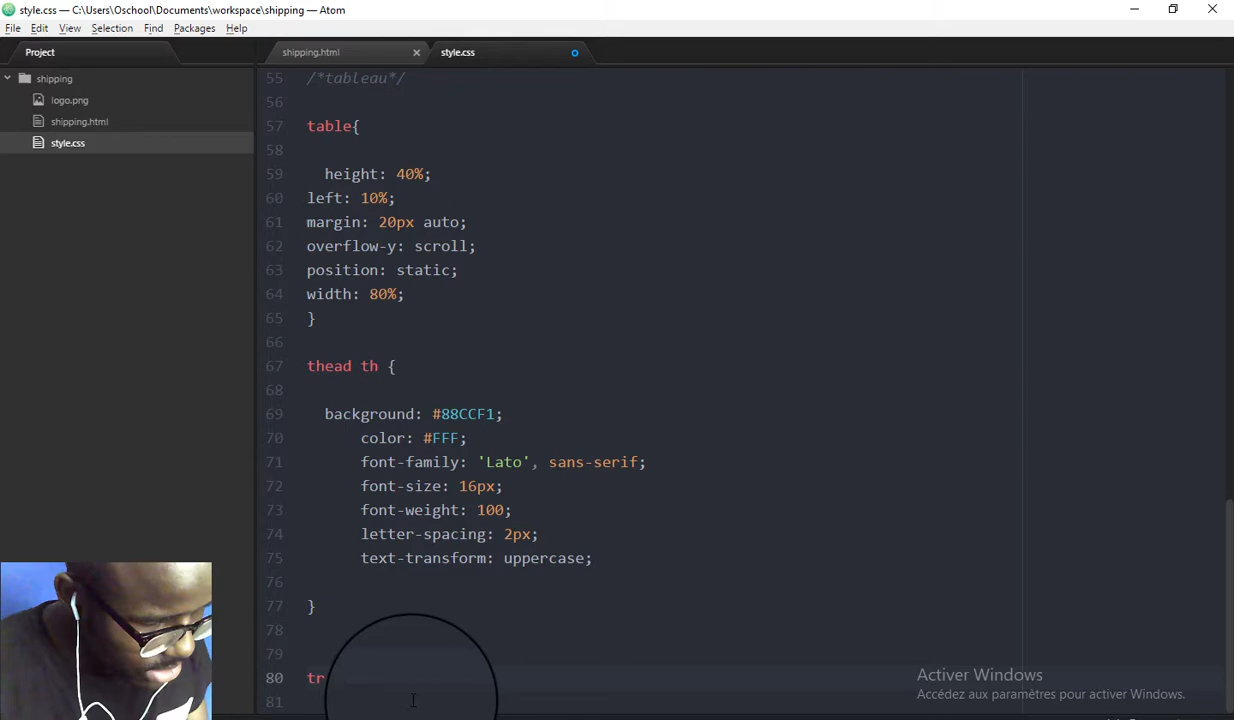 style.css — C:\Users\Oschool\Documents\workspace\shipping — Atom
File Edit View Selection Find Packages Help
Project
shipping.html
style.css
shipping
logo.png
shipping.html
style.css
55 /*tableau*/
56
57 table{
58
59 height: 40%;
60 left: 10%;
61 margin: 20px auto;
62 overflow-y: scroll;
63 position: static;
64 width: 80%;
65 }
66
67 thead th {
68
69 background: #88CCF1;
70 color: #FFF;
71 font-family: 'Lato', sans-serif;
72 font-size: 16px;
73 font-weight: 100;
74 letter-spacing: 2px;
75 text-transform: uppercase;
76
77 }
78
79
80 tr
81
Activer Windows
Accédez aux paramètres pour activer Windows.